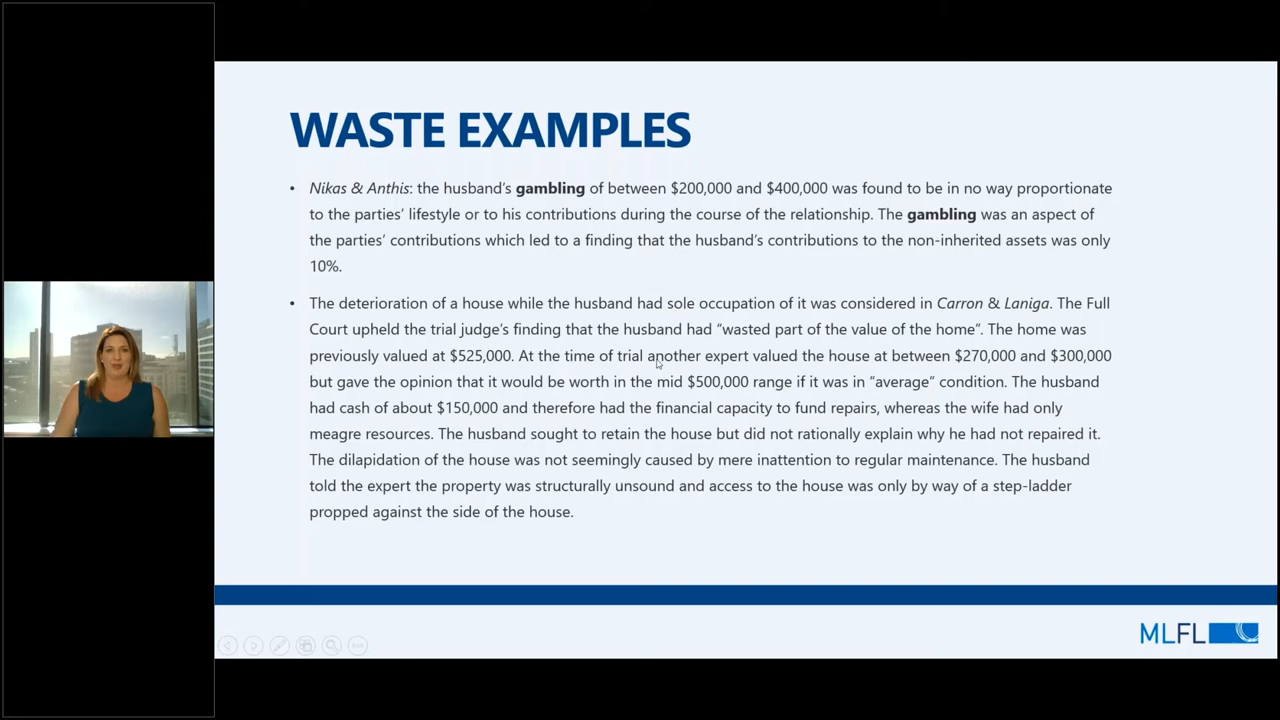 WASTE EXAMPLES
• Nikas & Anthis: the husband's gambling of between $200,000 and $400,000 was found to be in no way proportionate
to the parties' lifestyle or to his contributions during the course of the relationship. The gambling was an aspect of
the parties' contributions which led to a finding that the husband's contributions to the non-inherited assets was only
10%.
• The deterioration of a house while the husband had sole occupation of it was considered in Carron & Laniga. The Full
Court upheld the trial judge's finding that the husband had “wasted part of the value of the home”. The home was
previously valued at $525,000. At the time of trial another expert valued the house at between $270,000 and $300,000
but gave the opinion that it would be worth in the mid $500,000 range if it was in “average” condition. The husband
had cash of about $150,000 and therefore had the financial capacity to fund repairs, whereas the wife had only
meagre resources. The husband sought to retain the house but did not rationally explain why he had not repaired it.
The dilapidation of the house was not seemingly caused by mere inattention to regular maintenance. The husband
told the expert the property was structurally unsound and access to the house was only by way of a step-ladder
propped against the side of the house.
MLFL